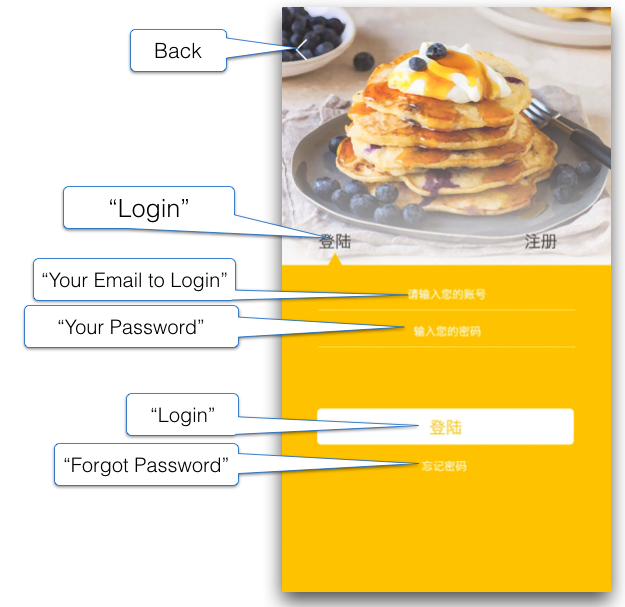 Back
“Login”
登陆
注册
“Your Email to Login”
请输入您的账号
“Your Password”
输入您的密码
“Login”
登陆
“Forgot Password”
忘记密码